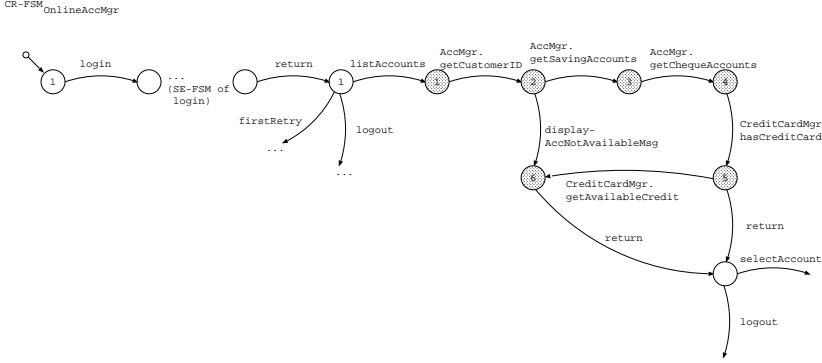 CR-FSM OnlineAccMgr
login
return
listAccounts
AccMgr.
getCustomerID
AccMgr.
getSavingAccounts
AccMgr.
getChequeAccounts
1
...
(SE-FSM of
login)
1
1
2
3
4
firstRetry
...
logout
...
display-
AccNotAvailableMsg
CreditCardMgr
hasCreditCard
6
CreditCardMgr.
getAvailableCredit
5
return
return
selectAccount
logout